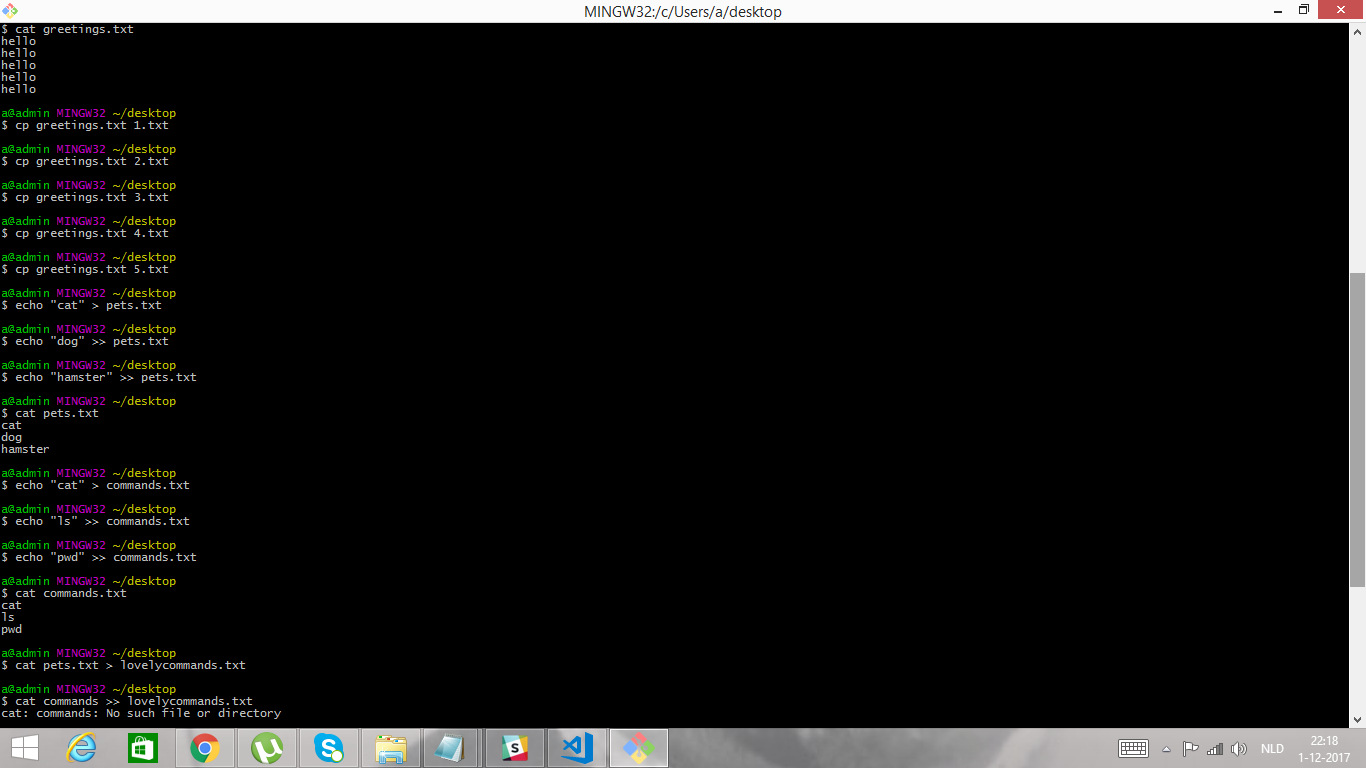 MINGW32:/c/Users/a/desktop
$ cat greetings.txt
hello
hello
hello
hello
hello
a@admin MINGW32 ~/desktop
$ cp greetings.txt 1.txt
a@admin MINGW32 ~/desktop
$ cp greetings.txt 2.txt
a@admin MINGW32 ~/desktop
$ cp greetings.txt 3.txt
a@admin MINGW32 ~/desktop
$ cp greetings.txt 4.txt
a@admin MINGW32 ~/desktop
$ cp greetings.txt 5.txt
a@admin MINGW32 ~/desktop
$ echo "cat" > pets.txt
a@admin MINGW32 ~/desktop
$ echo "dog" >> pets.txt
a@admin MINGW32 ~/desktop
$ echo "hamster" >> pets.txt
a@admin MINGW32 ~/desktop
$ cat pets.txt
cat
dog
hamster
a@admin MINGW32 ~/desktop
$ echo "cat" > commands.txt
a@admin MINGW32 ~/desktop
$ echo "ls" >> commands.txt
a@admin MINGW32 ~/desktop
$ echo "pwd" >> commands.txt
a@admin MINGW32 ~/desktop
$ cat commands.txt
cat
ls
pwd
a@admin MINGW32 ~/desktop
$ cat pets.txt > lovelycommands.txt
a@admin MINGW32 ~/desktop
$ cat commands >> lovelycommands.txt
cat: commands: No such file or directory
NLD
22:18
1-12-2017